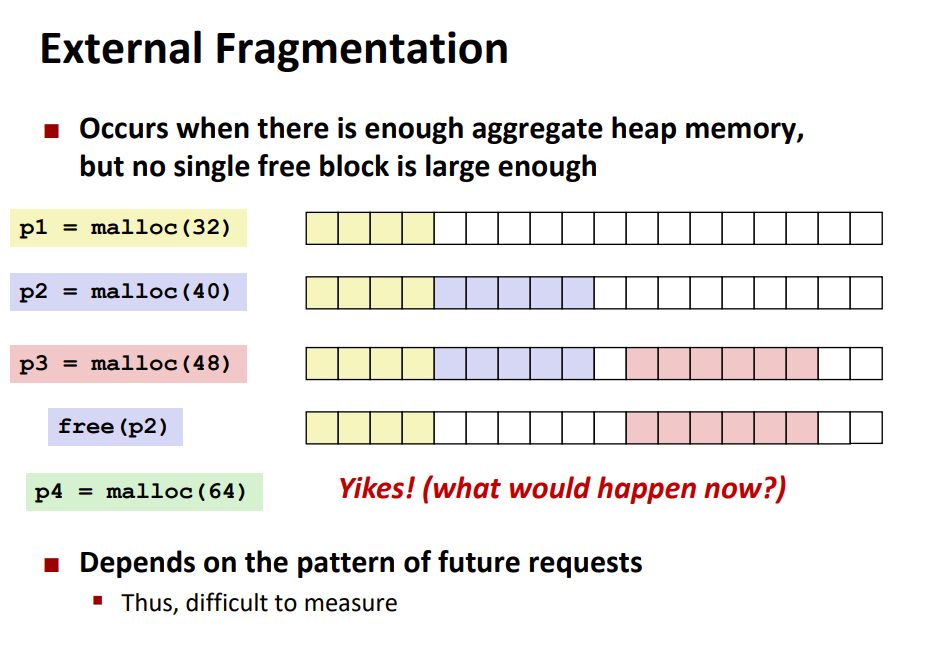 External Fragmentation
Occurs when there is enough aggregate heap memory,
but no single free block is large enough
p1 = malloc(32)
p2 = malloc(40)
p3 = malloc(48)
free(p2)
p4 = malloc(64)
Yikes! (what would happen now?)
Depends on the pattern of future requests
Thus, difficult to measure